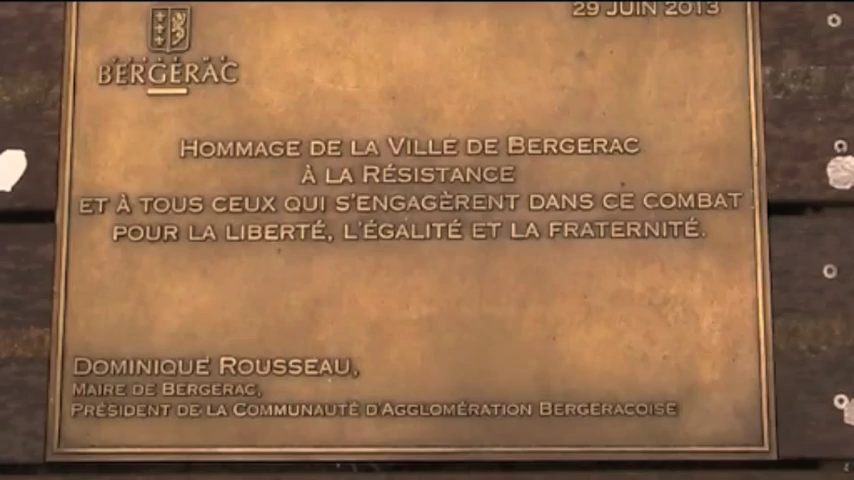 29 JUIN 2013
BERGERAC
HOMMAGE DE LA VILLE DE BERGERAC
À LA RÉSISTANCE
ET À TOUS CEUX QUI S'ENGAGÈRENT DANS CE COMBAT
POUR LA LIBERTÉ, L'ÉGALITÉ ET LA FRATERNITÉ.
DOMINIQUE ROUSSEAU,
MAIRE DE BERGERAC,
PRÉSIDENT DE LA COMMUNAUTÉ D'AGGLOMÉRATION BERGERACOISE